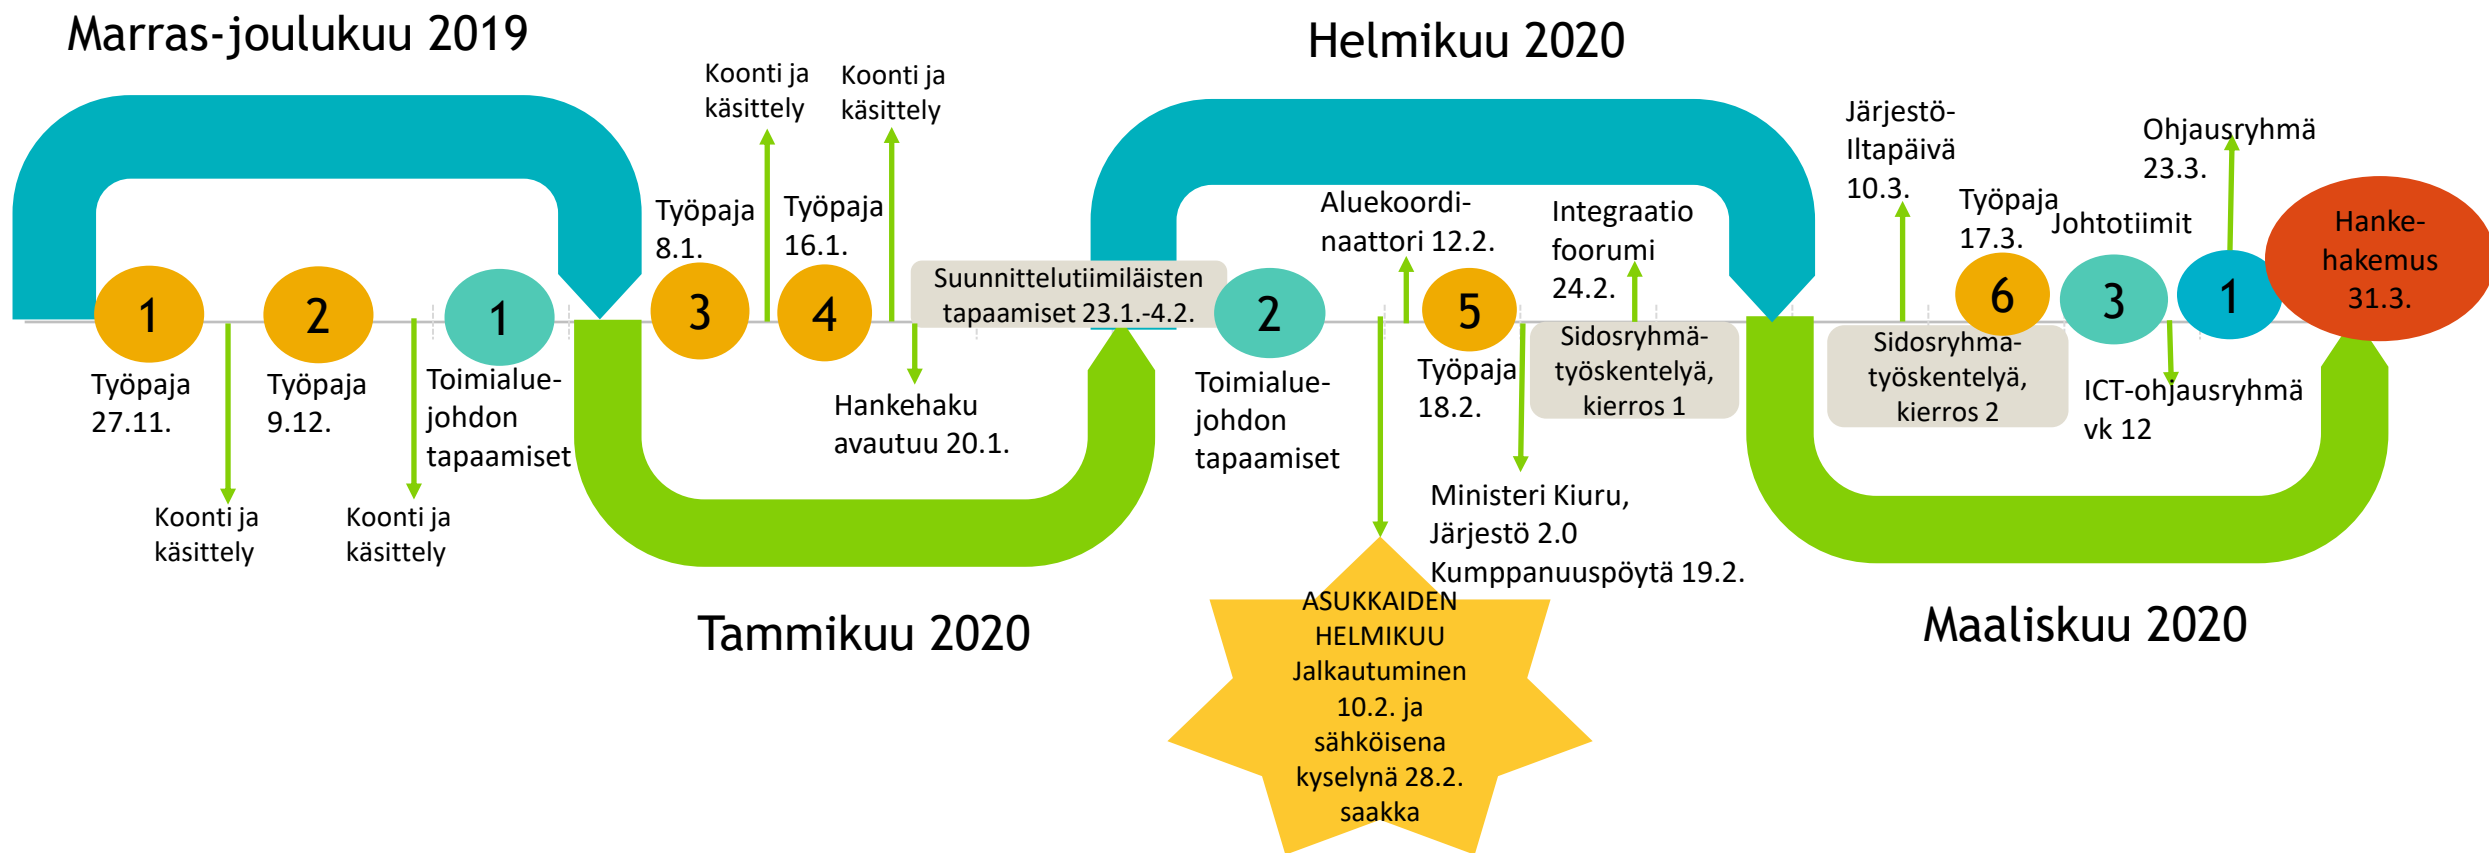 Marras-joulukuu 2019
1
Työpaja
27.11.
Koonti ja
käsittely
2
Työpaja
9.12.
Koonti ja
käsittely
1
Toimialue-
johdon
tapaamiset
Tammikuu 2020
Työpaja
8.1.
3
Koonti ja
käsittely
Työpaja
16.1.
4
Koonti ja
käsittely
Hankehaku
avautuu 20.1.
Suunnittelutiimiläisten
tapaamiset 23.1.-4.2.
Helmikuu 2020
2
Toimialue-
johdon
tapaamiset
ASUKKAIDEN
HELMIKUU
Jalkautuminen
10.2. ja
sähköisena
kyselynä 28.2.
saakka
Aluekoordi-
naattori 12.2.
5
Työpaja
18.2.
Ministeri Kiuru,
Järjestö 2.0
Kumppanuuspöytä 19.2.
Integraatio
foorumi
24.2.
Sidosryhmä-
työskentelyä,
kierros 1
Maaliskuu 2020
Järjestö-
Iltapäivä
10.3.
Sidosryhmä-
työskentelyä,
kierros 2
Työpaja
17.3.
6
Johtotiimit
3
ICT-ohjausryhmä
vk 12
Ohjausryhmä
23.3.
1
Hanke-
hakemus
31.3.